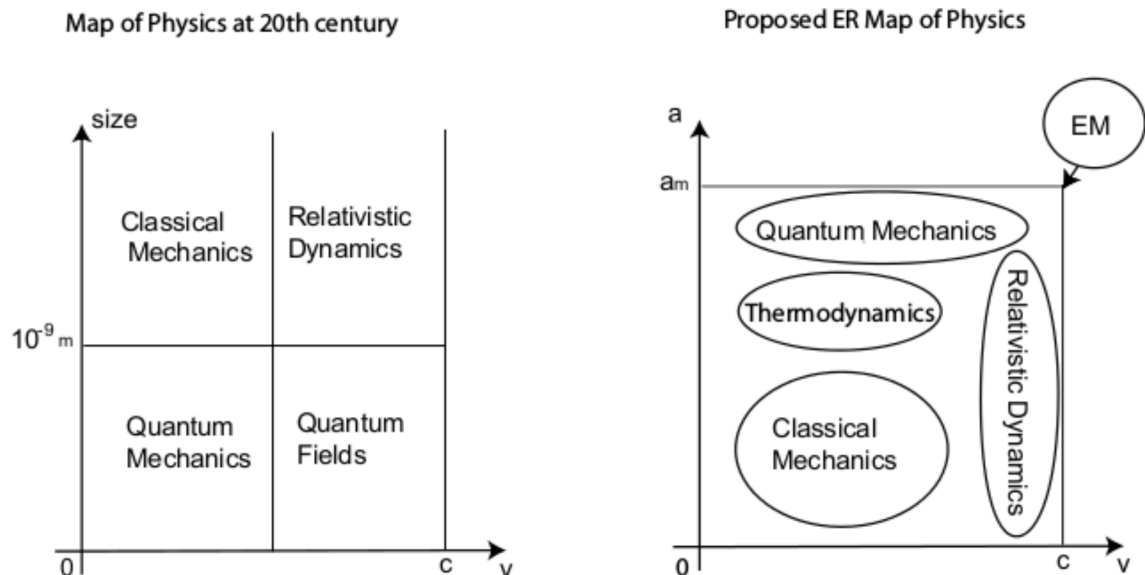 Map of Physics at 20th century
size
Classical
Mechanics
Relativistic
Dynamics
10⁻⁹ m
Quantum
Mechanics
Quantum
Fields
0
c
v
Proposed ER Map of Physics
a
EM
am
Quantum Mechanics
Thermodynamics
Relativistic Dynamics
Classical
Mechanics
0
c
v